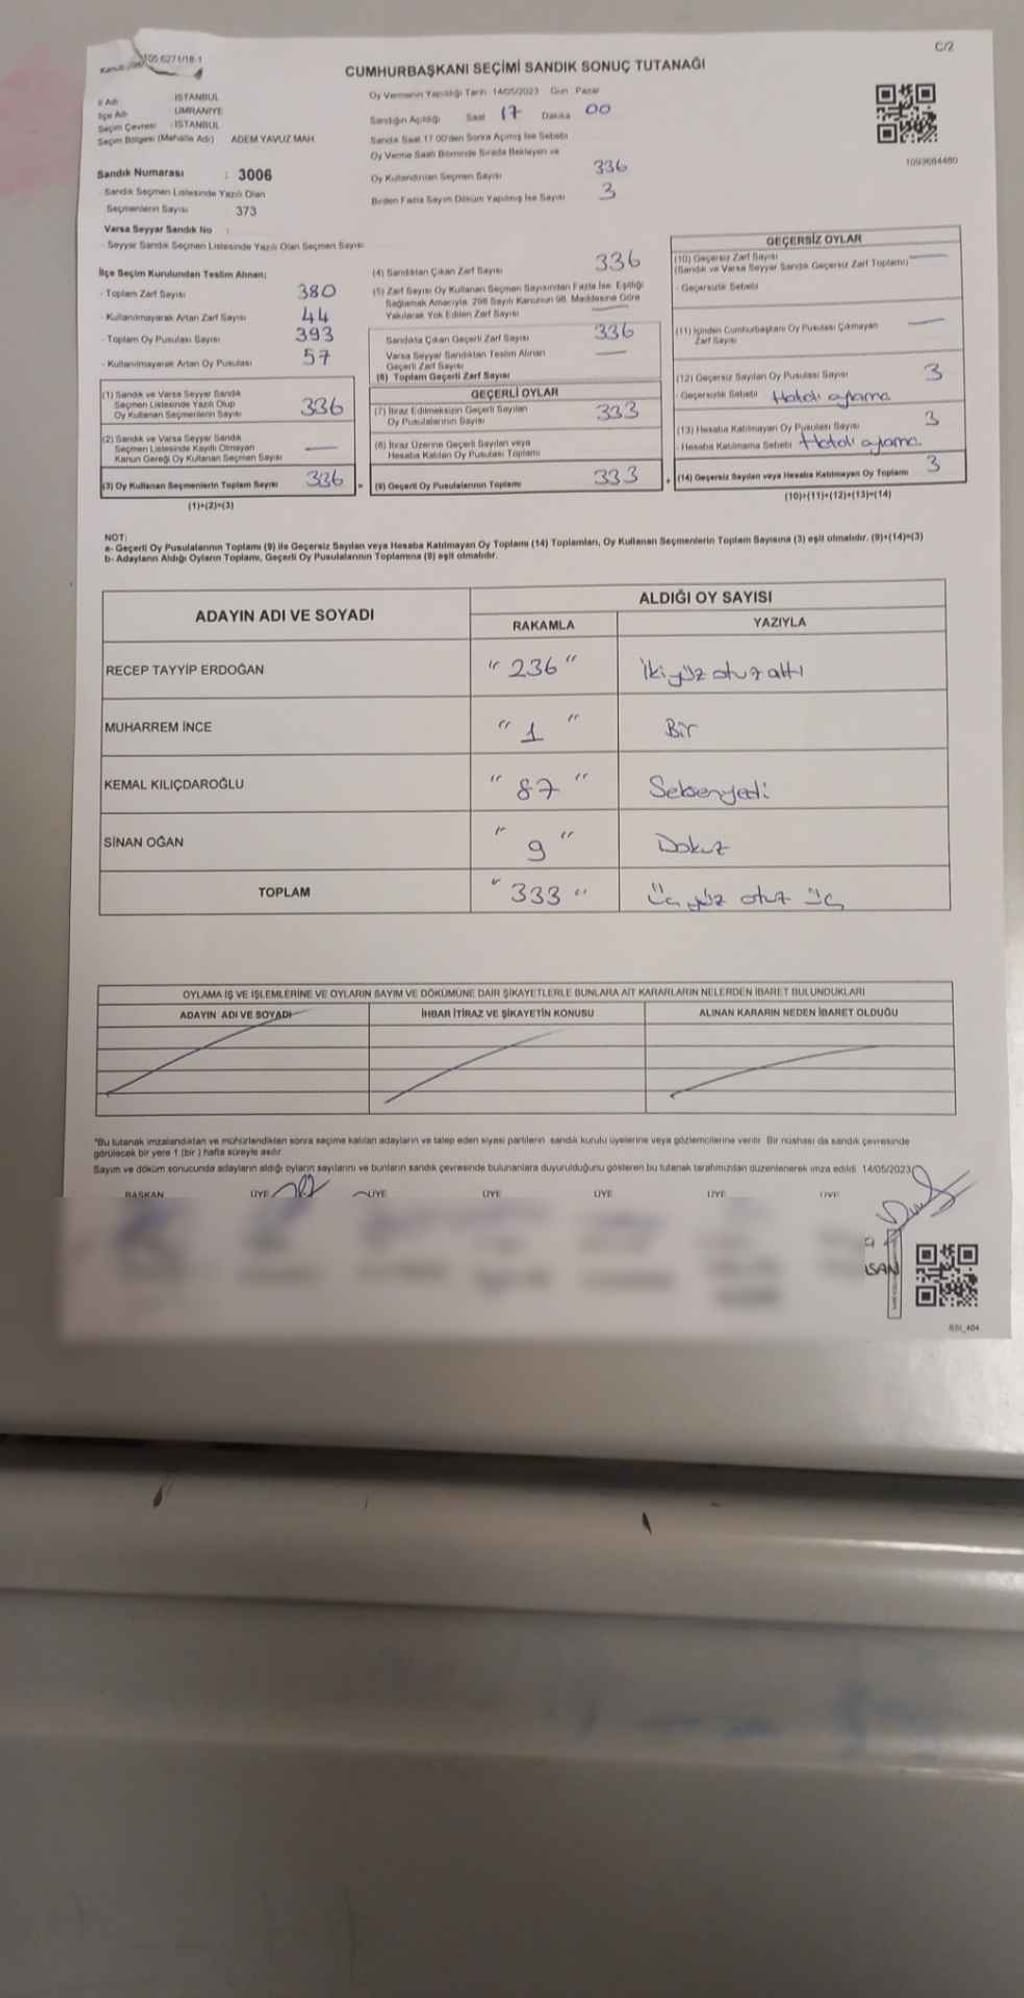 C/2
CUMHURBAŞKANI SEÇİMİ SANDIK SONUÇ TUTANAĞI
İl Adı : İSTANBUL
İlçe Adı : ÜMRANİYE
Seçim Çevresi : İSTANBUL
Seçim Bölgesi (Mahalle Adı) ADEM YAVUZ MAH.
Sandık Numarası : 3006
Sandık Seçmen Listesinde Yazılı Olan
Seçmenlerin Sayısı 373
Varsa Seyyar Sandık No :
- Seyyar Sandık Seçmen Listesinde Yazılı Olan Seçmen Sayısı
Oy Vermenin Yapıldığı Tarih 14/05/2023 Gün Pazar
Sandığın Açıldığı Saat 17 Dakika 00
Sandık Saat 17.00'den Sonra Açılmış İse Sebebi
Oy Verme Saati Bitiminde Sırada Bekleyen ve
Oy Kullandırılan Seçmen Sayısı 336
Birden Fazla Sayım Döküm Yapılmış İse Sayısı 3
1093684480
İlçe Seçim Kurulundan Teslim Alınan;
- Toplam Zarf Sayısı 380
- Kullanılmayarak Artan Zarf Sayısı 44
- Toplam Oy Pusulası Sayısı 393
- Kullanılmayarak Artan Oy Pusulası 57
(1) Sandık ve Varsa Seyyar Sandık
Seçmen Listesinde Yazılı Olup
Oy Kullanan Seçmenlerin Sayısı 336
(2) Sandık ve Varsa Seyyar Sandık
Seçmen Listesinde Kayıtlı Olmayan
Kanun Gereği Oy Kullanan Seçmen Sayısı —
(3) Oy Kullanan Seçmenlerin Toplam Sayısı 336
(1)+(2)=(3)
(4) Sandıktan Çıkan Zarf Sayısı 336
(5) Zarf Sayısı Oy Kullanan Seçmen Sayısından Fazla İse, Eşitliği
Sağlamak Amacıyla, 298 Sayılı Kanunun 98. Maddesine Göre
Yakılarak Yok Edilen Zarf Sayısı —
Sandıkta Çıkan Geçerli Zarf Sayısı 336
Varsa Seyyar Sandıktan Teslim Alınan
Geçerli Zarf Sayısı —
(6) Toplam Geçerli Zarf Sayısı
GEÇERLİ OYLAR
(7) İtiraz Edilmeksizin Geçerli Sayılan
Oy Pusulalarının Sayısı 333
(8) İtiraz Üzerine Geçerli Sayılan veya
Hesaba Katılan Oy Pusulası Toplamı
= (9) Geçerli Oy Pusulalarının Toplamı 333
GEÇERSİZ OYLAR
(10) Geçersiz Zarf Sayısı —
(Sandık ve Varsa Seyyar Sandık Geçersiz Zarf Toplamı)
- Geçersizlik Sebebi
(11) İçinden Cumhurbaşkanı Oy Pusulası Çıkmayan —
Zarf Sayısı
(12) Geçersiz Sayılan Oy Pusulası Sayısı 3
- Geçersizlik Sebebi Hatalı oylama
(13) Hesaba Katılmayan Oy Pusulası Sayısı 3
- Hesaba Katılmama Sebebi Hatalı oylama
+ (14) Geçersiz Sayılan veya Hesaba Katılmayan Oy Toplamı 3
(10)+(11)+(12)+(13)=(14)
NOT:
a- Geçerli Oy Pusulalarının Toplamı (9) ile Geçersiz Sayılan veya Hesaba Katılmayan Oy Toplamı (14) Toplamları, Oy Kullanan Seçmenlerin Toplam Sayısına (3) eşit olmalıdır. (9)+(14)=(3)
b- Adayların Aldığı Oyların Toplamı, Geçerli Oy Pusulalarının Toplamına (9) eşit olmalıdır.
ADAYIN ADI VE SOYADI
ALDIĞI OY SAYISI
RAKAMLA YAZIYLA
RECEP TAYYİP ERDOĞAN "236" İki yüz otuz altı
MUHARREM İNCE "1" Bir
KEMAL KILIÇDAROĞLU "87" Seksenyedi
SİNAN OĞAN "9" Dokuz
TOPLAM "333" Üç yüz otuz üç
OYLAMA İŞ VE İŞLEMLERİNE VE OYLARIN SAYIM VE DÖKÜMÜNE DAİR ŞİKAYETLERLE BUNLARA AİT KARARLARIN NELERDEN İBARET BULUNDUKLARI
ADAYIN ADI VE SOYADI İHBAR İTİRAZ VE ŞİKAYETİN KONUSU ALINAN KARARIN NEDEN İBARET OLDUĞU
"Bu tutanak imzalandıktan ve mühürlendikten sonra seçime katılan adayların ve talep eden siyasi partilerin sandık kurulu üyelerine veya gözlemcilerine verilir. Bir nüshası da sandık çevresinde
görülecek bir yere 1 (bir) hafta süreyle asılır.
Sayım ve döküm sonucunda adayların aldığı oyların sayılarını ve bunların sandık çevresinde bulunanlara duyurulduğunu gösteren bu tutanak tarafımızdan düzenlenerek imza edildi. 14/05/2023
BAŞKAN ÜYE ÜYE ÜYE ÜYE ÜYE ÜYE